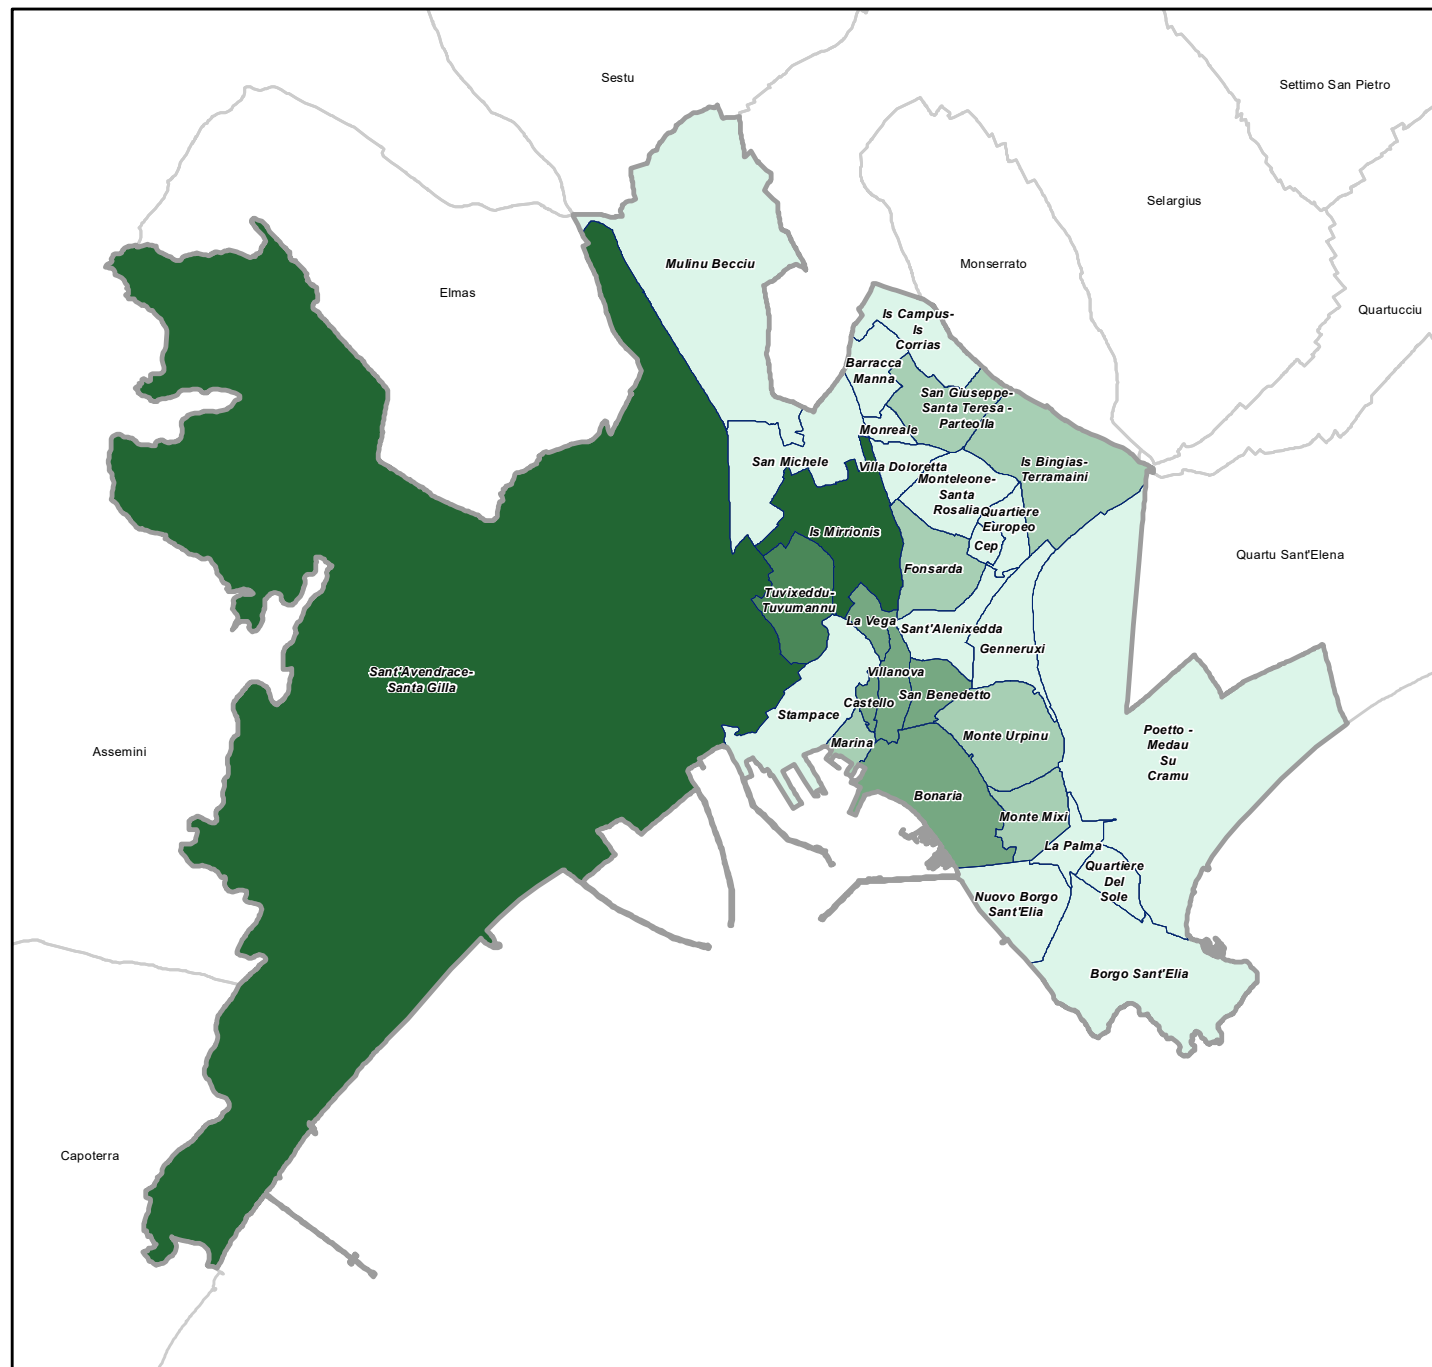 Sestu
Settimo San Pietro
Selargius
Mulinu Becciu
Monserrato
Elmas
Quartucciu
Is Campus-
Is
Corrias
Barracca
Manna
San Giuseppe-
Santa Teresa -
Parteolla
Monreale
San Michele
Villa Doloretta
Is Bingias-
Terramaini
Monteleone-
Santa
Rosalia
Quartiere
Europeo
Is Mirrionis
Cep
Quartu Sant'Elena
Fonsarda
Tuvixeddu-
Tuvumannu
La Vega
Sant'Alenixedda
Genneruxi
Sant'Avendrace-
Santa Gilla
Villanova
San Benedetto
Castello
Stampace
Marina
Monte Urpinu
Poetto -
Medau
Su
Cramu
Assemini
Bonaria
Monte Mixi
La Palma
Quartiere
Del
Sole
Nuovo Borgo
Sant'Elia
Borgo Sant'Elia
Capoterra